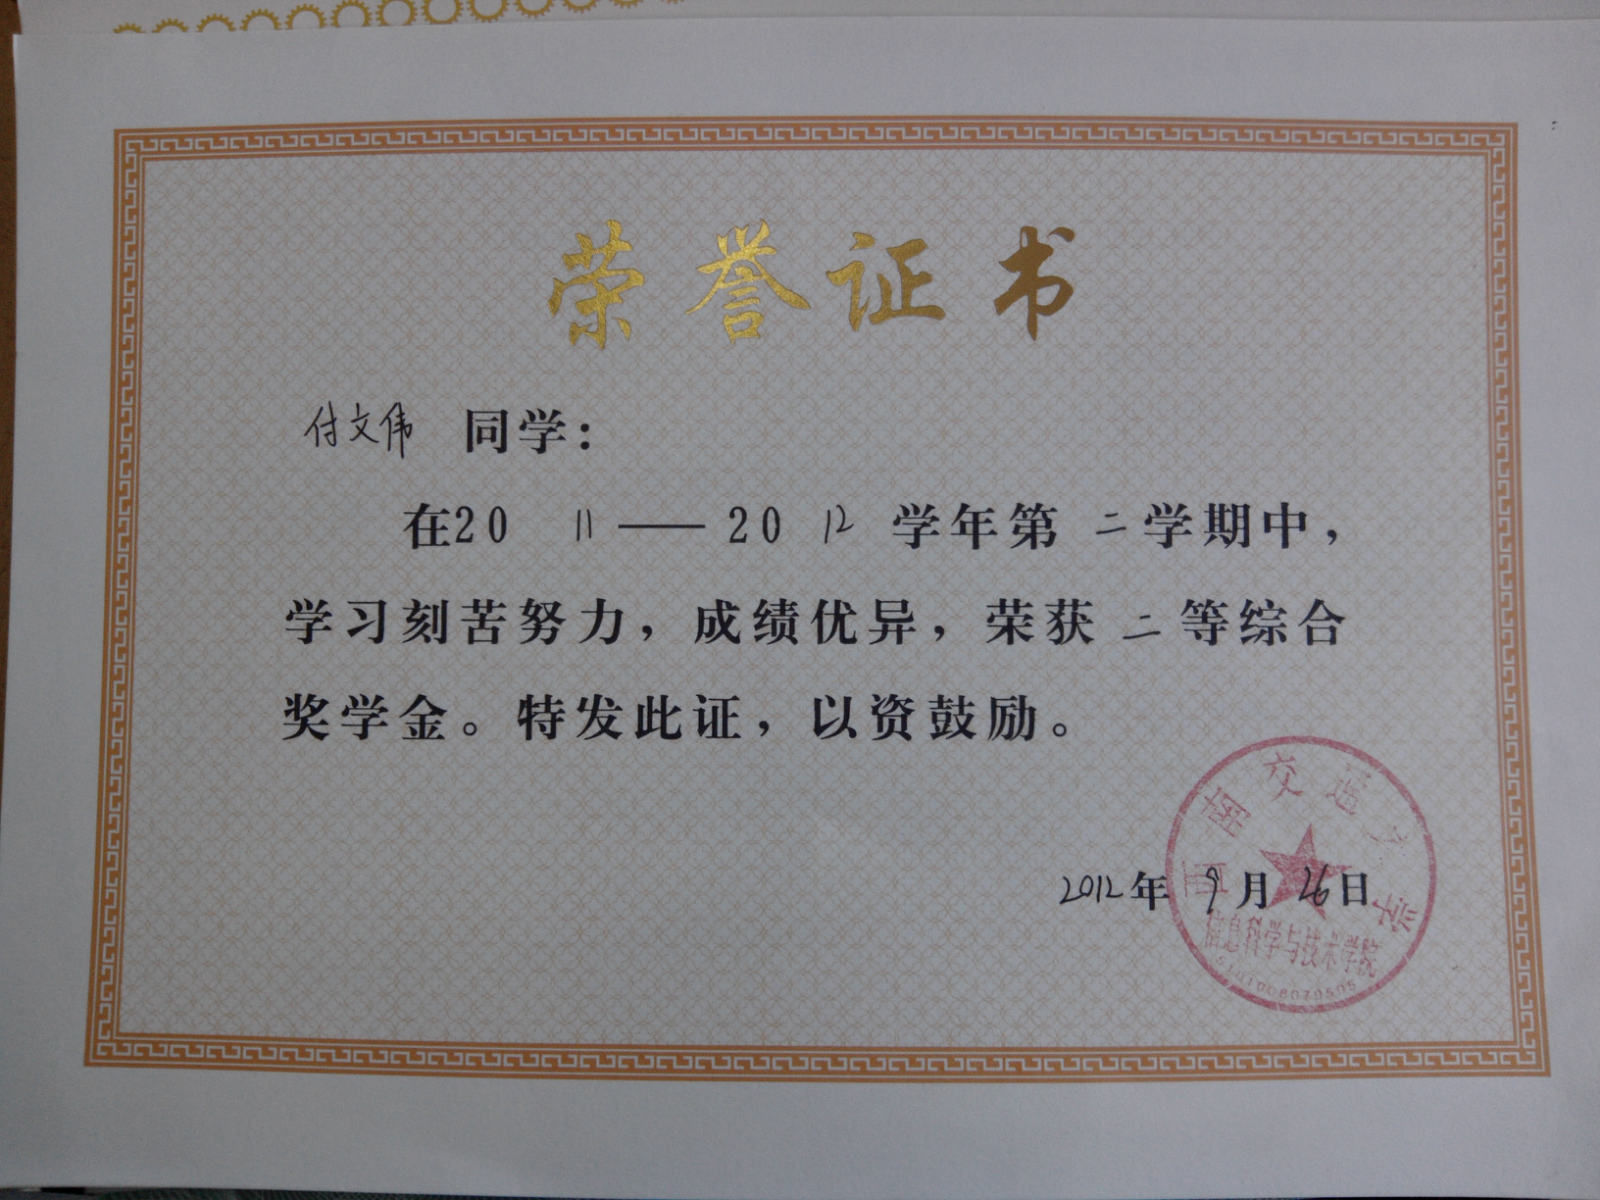 荣誉证书
付文伟 同学：
在20 11——20 12 学年第 二学期中，
学习刻苦努力，成绩优异，荣获 二等综合
奖学金。特发此证，以资鼓励。
西南交通大学
2012年 9月 26日
信息科学与技术学院